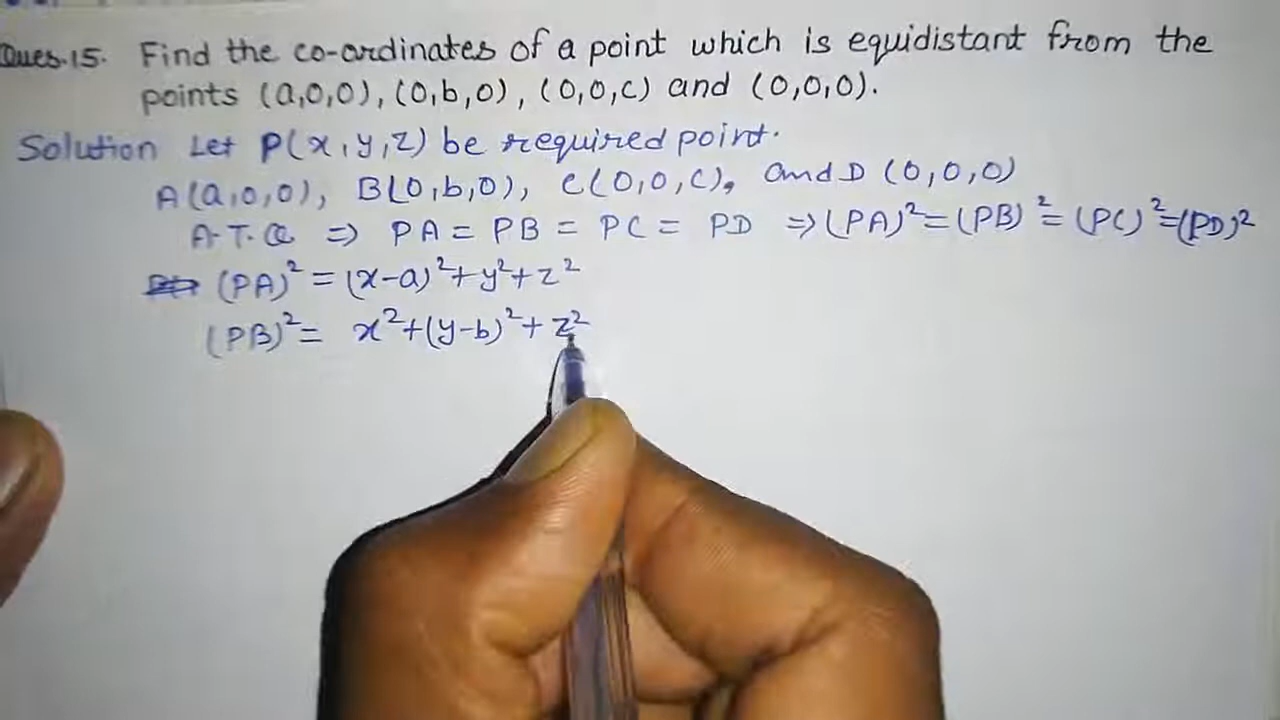 Ques.15. Find the co-ordinates of a point which is equidistant from the
points (a,0,0), (0,b,0), (0,0,c) and (0,0,0).
Solution Let P(x,y,z) be required point.
A(a,0,0), B(0,b,0), C(0,0,c), and D (0,0,0)
A.T.Q ⇒ PA = PB = PC = PD ⇒ (PA)² = (PB)² = (PC)² = (PD)²
(PA)² = (x-a)² + y² + z²
(PB)² = x² + (y-b)² + z²